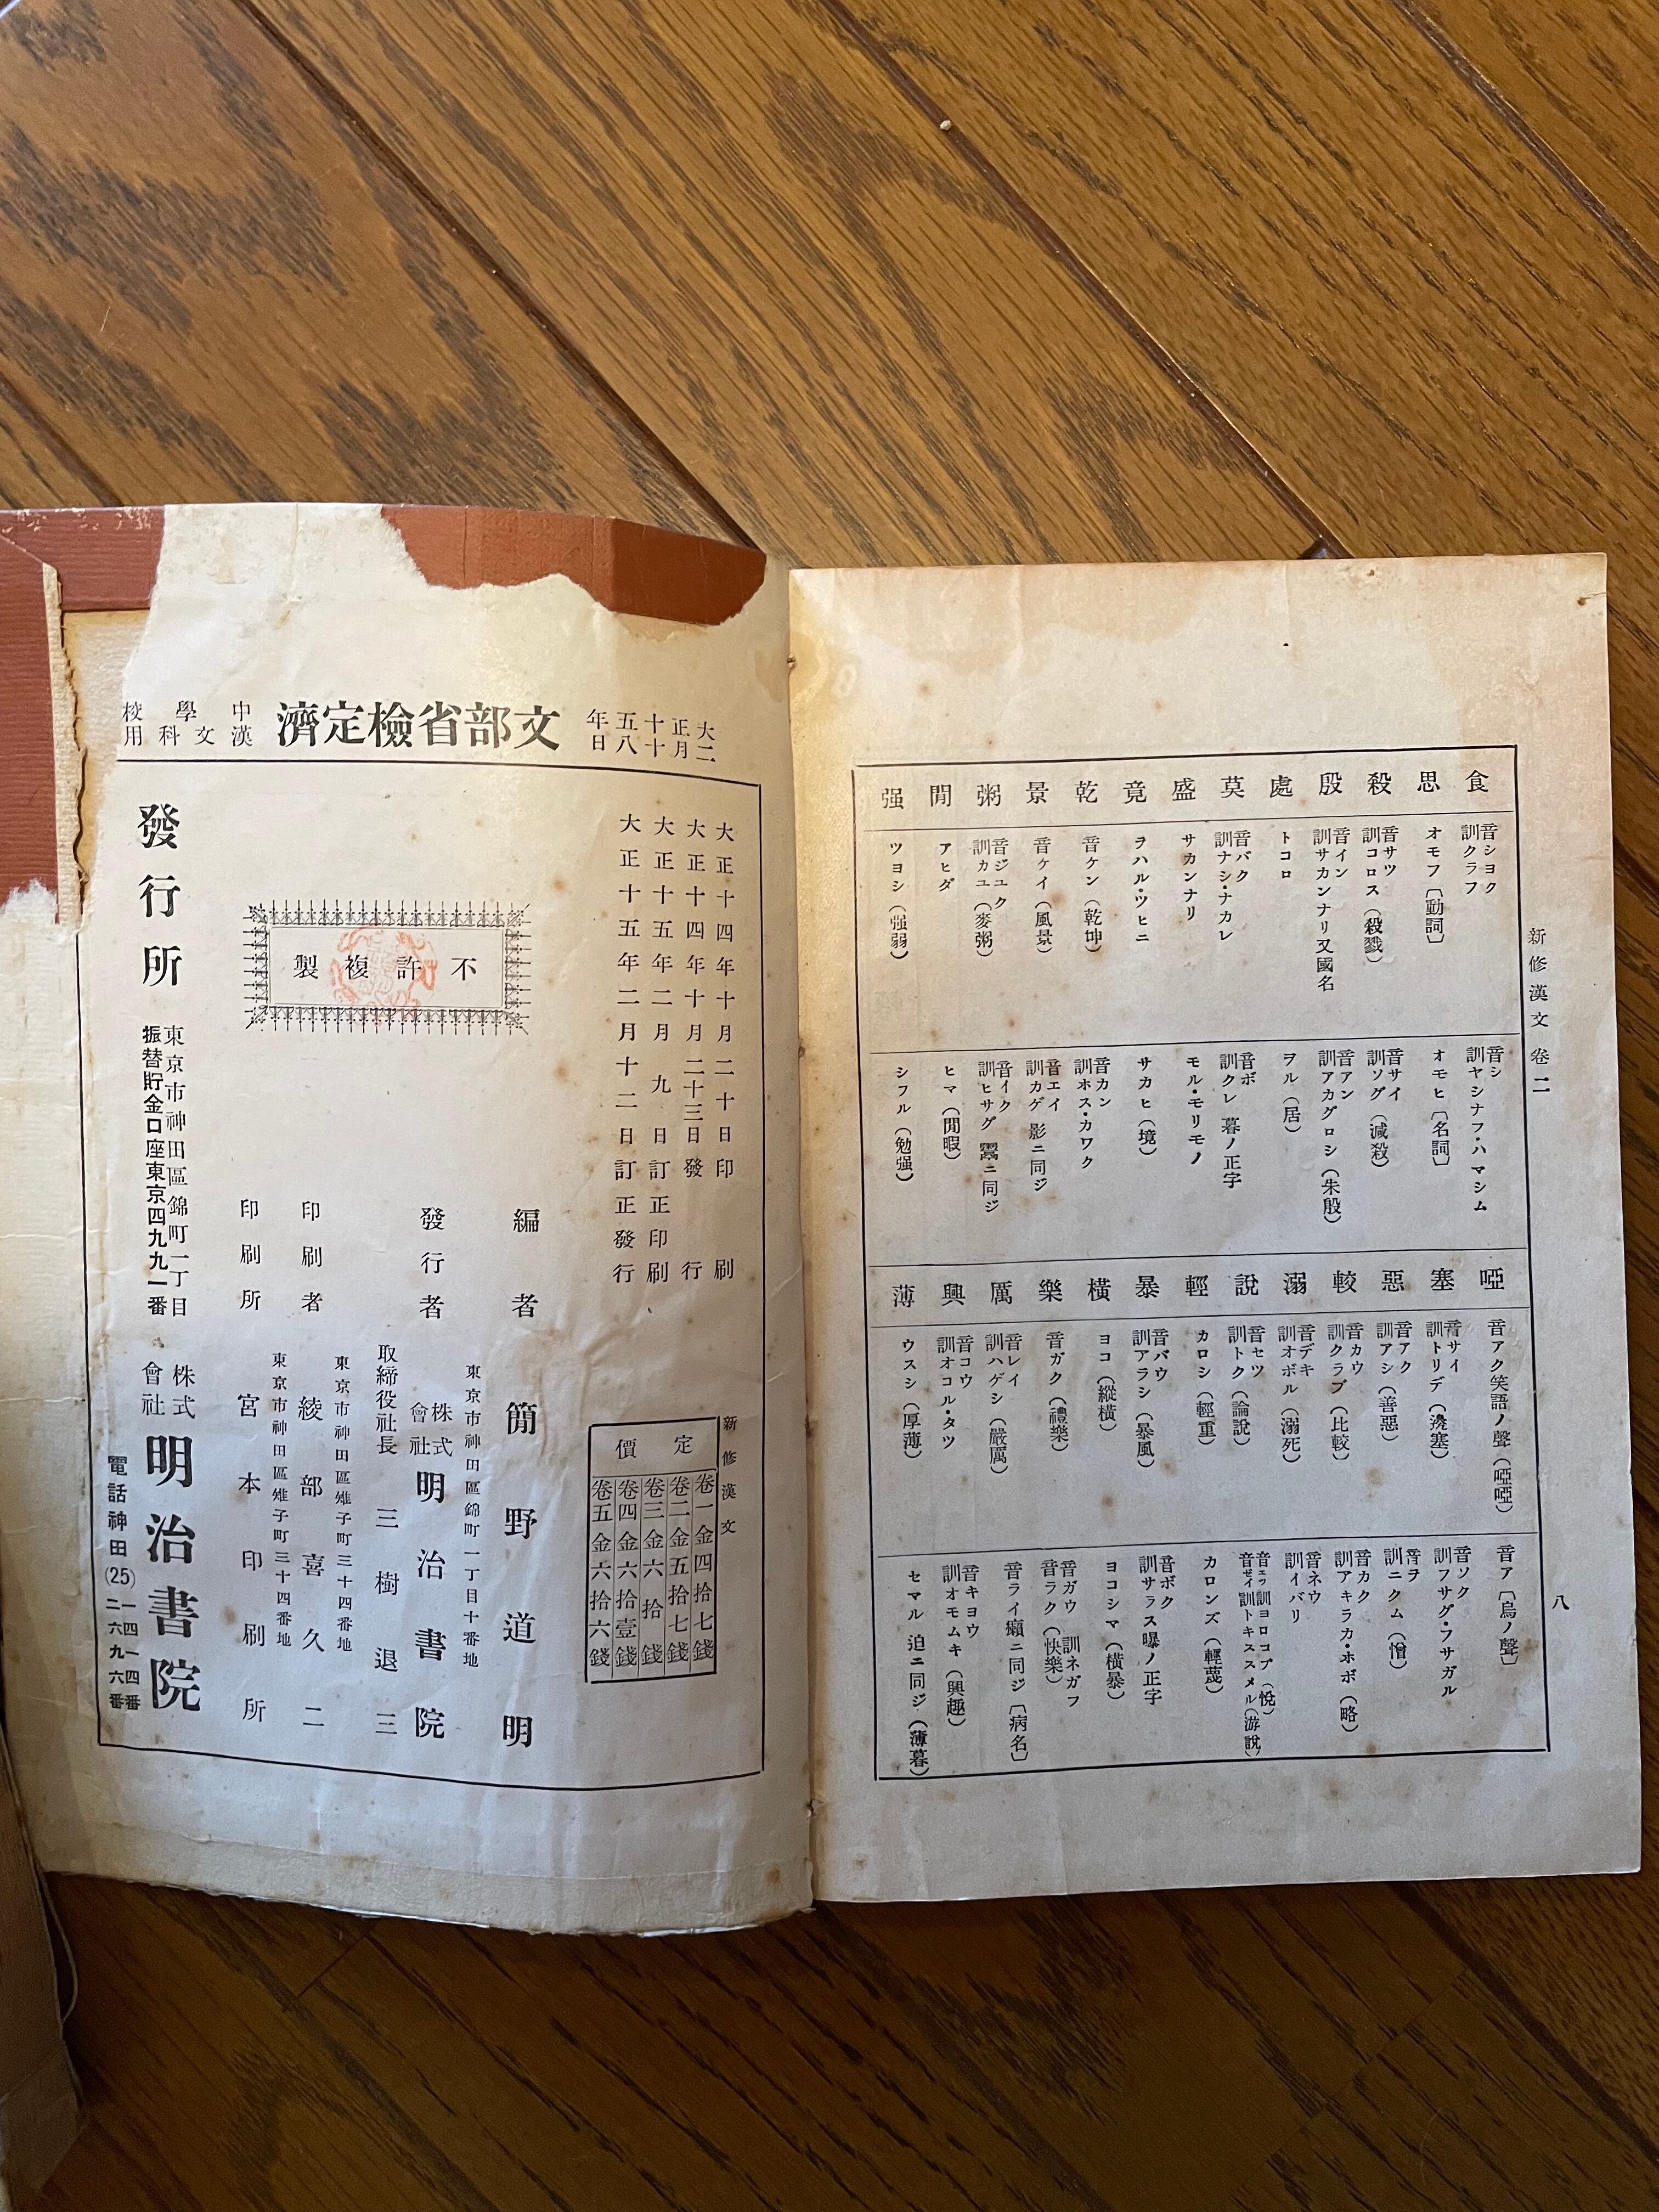 新修漢文 卷二
八
食
音シヨク
訓クラフ
音シ
訓ヤシナフ・ハマシム
思
オモフ〔動詞〕
オモヒ〔名詞〕
殺
音サツ
訓コロス(殺戮)
音サイ
訓ソグ(減殺)
殷
音イン
訓サカンナリ又國名
音アン
訓アカグロシ(朱殷)
處
トコロ
ヲル(居)
莫
音バク
訓ナシ・ナカレ
音ボ
訓クレ 暮ノ正字
盛
サカンナリ
モル・モリモノ
竟
ヲハル・ツヒニ
サカヒ(境)
乾
音ケン(乾坤)
音カン
訓ホス・カワク
景
音ケイ(風景)
音エイ
訓カゲ 影ニ同ジ
粥
音ジユク
訓カユ(麥粥)
音イク
訓ヒサグ 鬻ニ同ジ
閒
アヒダ
ヒマ(閒暇)
强
ツヨシ(强弱)
シフル(勉强)
啞
音アク笑語ノ聲(啞啞)
音ア〔烏ノ聲〕
塞
音サイ
訓トリデ(邊塞)
音ソク
訓フサグ・フサガル
惡
音アク
訓アシ(善惡)
音ヲ
訓ニクム(憎)
較
音カウ
訓クラブ(比較)
音カク
訓アキラカ・ホボ(略)
溺
音デキ
訓オボル(溺死)
音ネウ
訓イバリ
說
音セツ
訓トク(論說)
音エツ訓ヨロコブ(悅)
音ゼイ訓トキススメル(游說)
輕
カロシ(輕重)
カロンズ(輕蔑)
暴
音バウ
訓アラシ(暴風)
音ボク
訓サラス曝ノ正字
橫
ヨコ(縱橫)
ヨコシマ(橫暴)
樂
音ガク(禮樂)
音ガウ 訓ネガフ
音ラク(快樂)
厲
音レイ
訓ハゲシ(嚴厲)
音ライ癩ニ同ジ〔病名〕
興
音コウ
訓オコル・タツ
音キヨウ
訓オモムキ(興趣)
薄
ウスシ(厚薄)
セマル 迫ニ同ジ(薄暮)
大正十五年
二月十八日
文部省檢定濟
中學校
漢文科用
大正十四年十月二十日印刷
大正十四年十月二十三日發行
大正十五年二月九日訂正印刷
大正十五年二月十二日訂正發行
新修漢文
定價
卷一金四拾七錢
卷二金五拾七錢
卷三金六拾錢
卷四金六拾壹錢
卷五金六拾六錢
不許複製
編者 簡野道明
東京市神田區錦町一丁目十番地
發行者 株式會社 明治書院
取締役社長 三樹退三
東京市神田區雉子町三十四番地
印刷者 綾部喜久二
東京市神田區雉子町三十四番地
印刷所 宮本印刷所
發行所
東京市神田區錦町一丁目
振替貯金口座東京四九九一番
株式會社 明治書院
電話神田(25)一四一四番
二六九六番